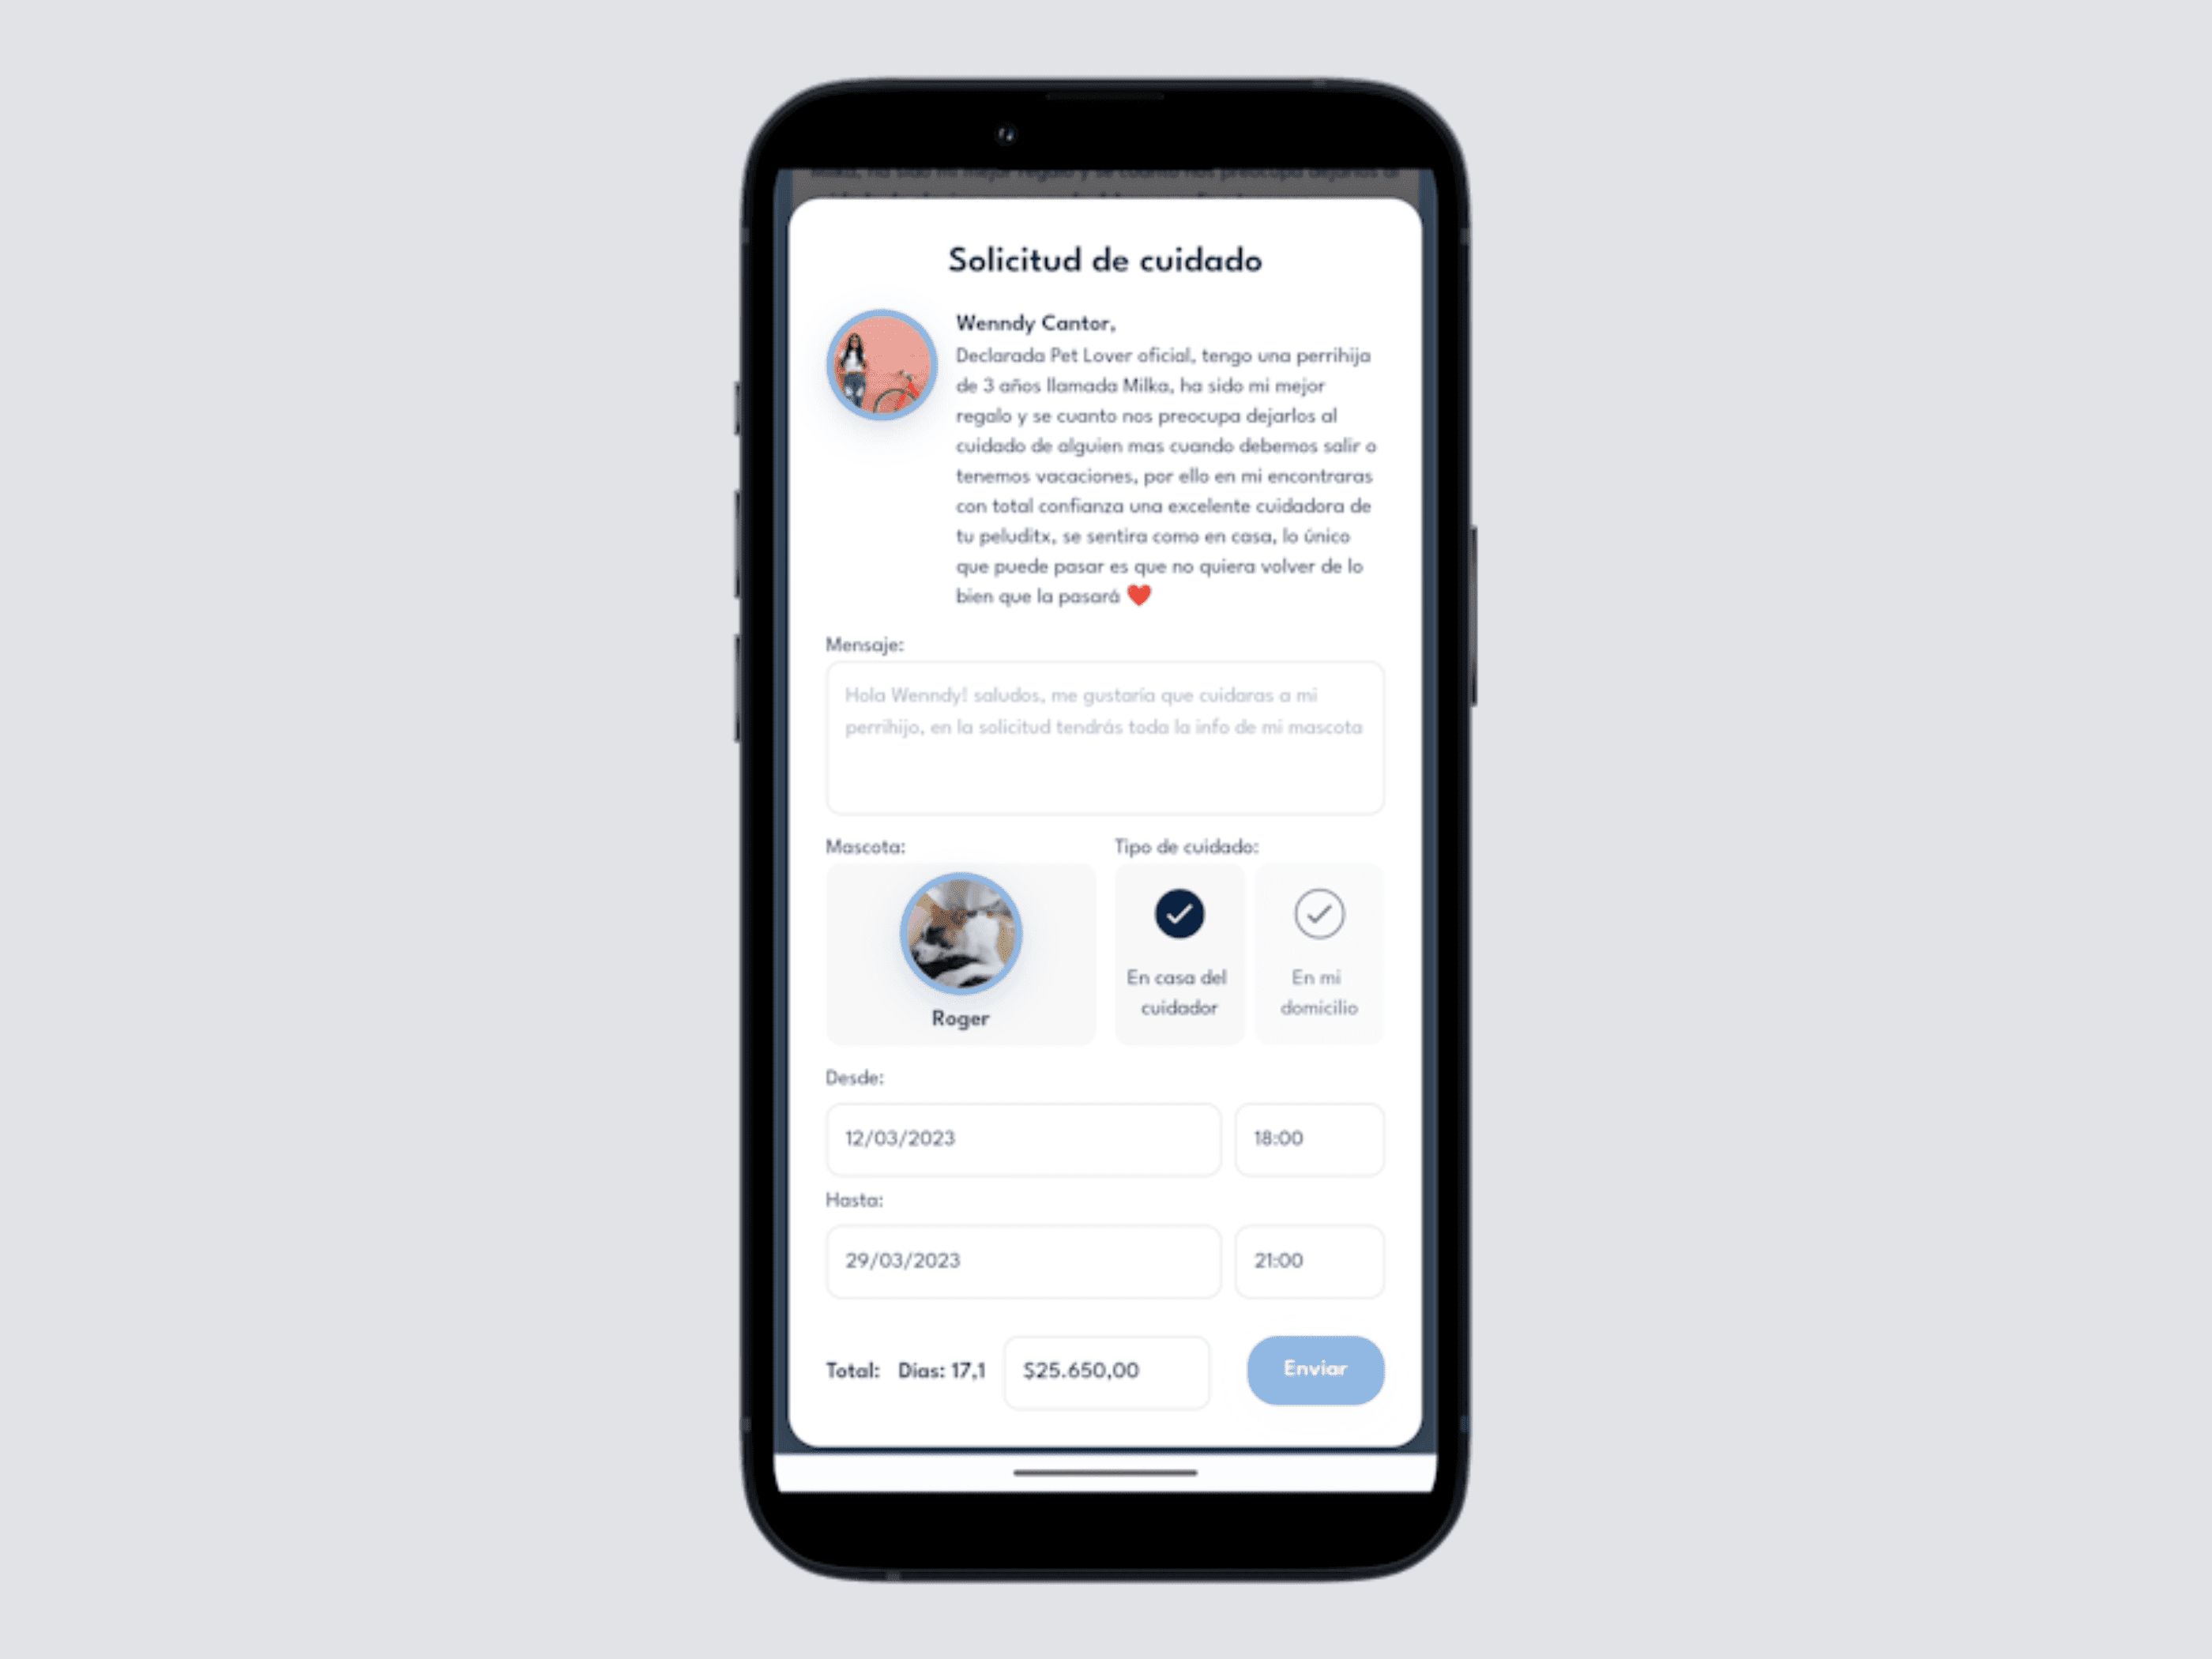 Milka, ha sido mi mejor regalo y se cuanto nos preocupa dejarlos al
Solicitud de cuidado
Wenndy Cantor,
Declarada Pet Lover oficial, tengo una perrihija
de 3 años llamada Milka, ha sido mi mejor
regalo y se cuanto nos preocupa dejarlos al
cuidado de alguien mas cuando debemos salir o
tenemos vacaciones, por ello en mi encontraras
con total confianza una excelente cuidadora de
tu peluditx, se sentira como en casa, lo único
que puede pasar es que no quiera volver de lo
bien que la pasará ❤️
Mensaje:
Hola Wenndy! saludos, me gustaría que cuidaras a mi
perrihijo, en la solicitud tendrás toda la info de mi mascota
Mascota:
Roger
Tipo de cuidado:
En casa del
cuidador
En mi
domicilio
Desde:
12/03/2023 18:00
Hasta:
29/03/2023 21:00
Total: Dias: 17,1 $25.650,00 Enviar